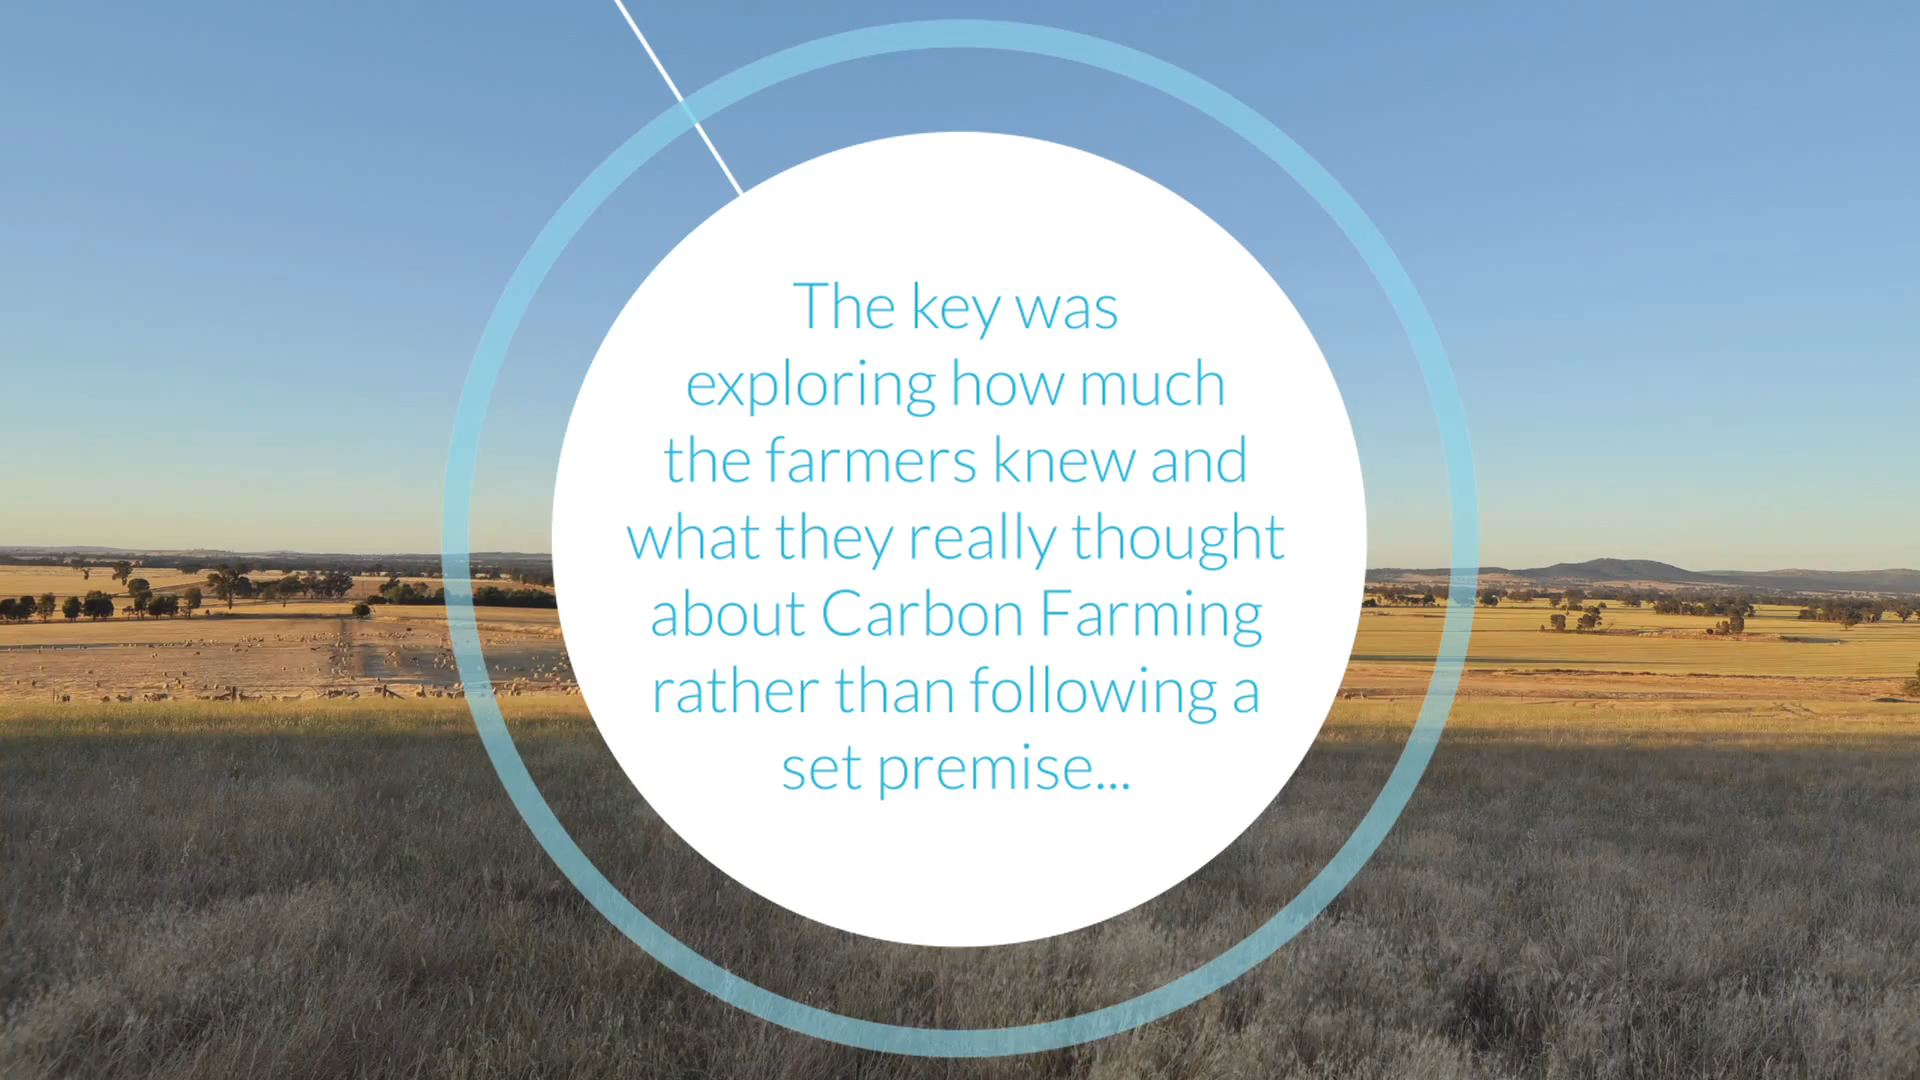 The key was
exploring how much
the farmers knew and
what they really thought
about Carbon Farming
rather than following a
set premise...